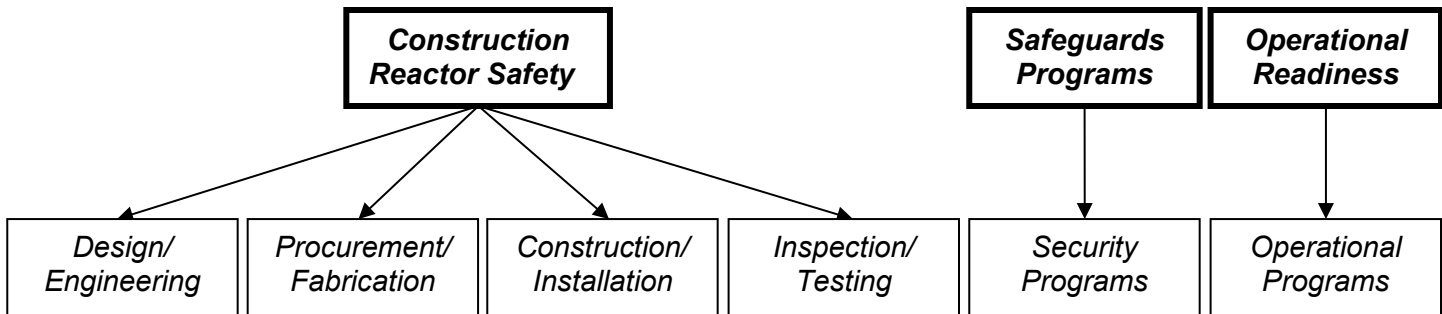 Construction
Reactor Safety
Safeguards
Programs
Operational
Readiness
Design/
Engineering
Procurement/
Fabrication
Construction/
Installation
Inspection/
Testing
Security
Programs
Operational
Programs